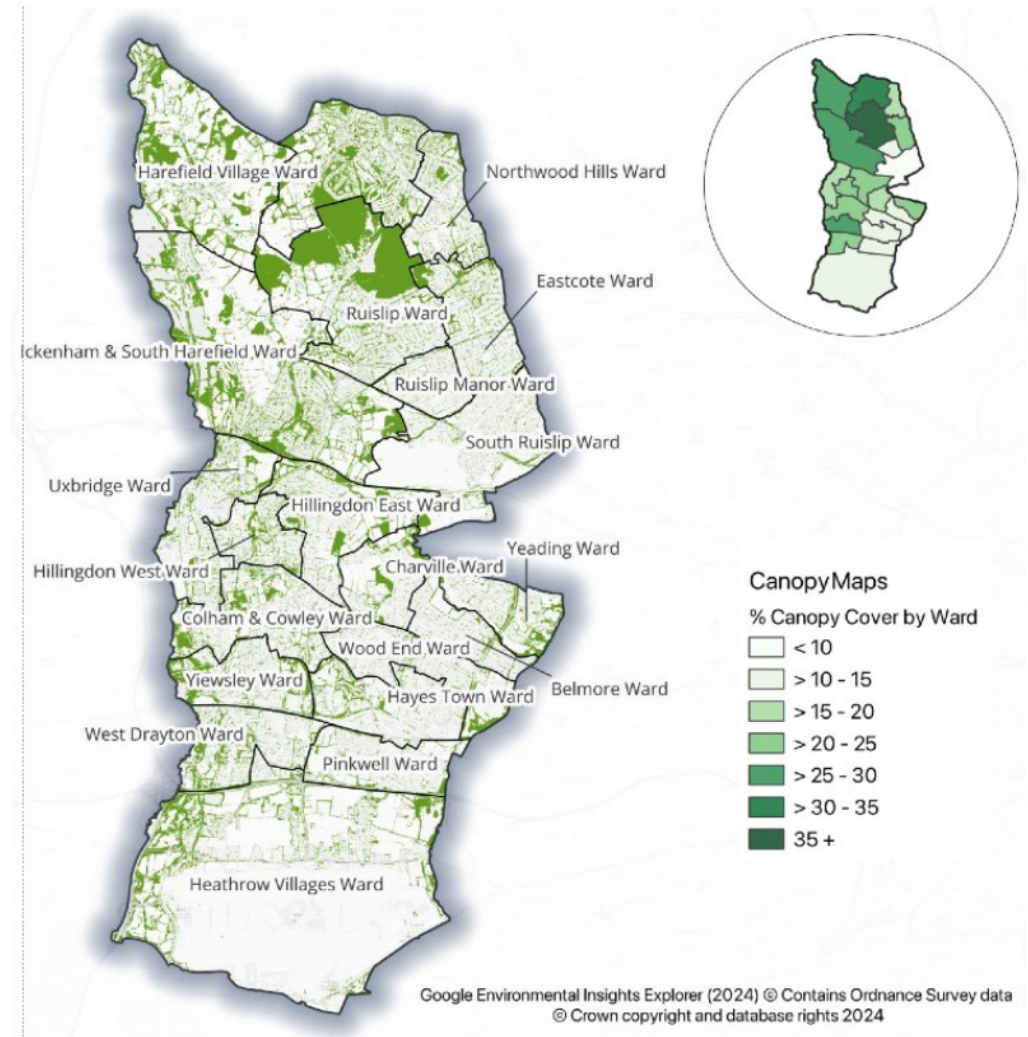 Harefield Village Ward
Northwood Hills Ward
Eastcote Ward
Ruislip Ward
Ickenham & South Harefield Ward
Ruislip Manor Ward
South Ruislip Ward
Uxbridge Ward
Hillingdon East Ward
Yeading Ward
Charville Ward
Hillingdon West Ward
Colham & Cowley Ward
Wood End Ward
Yiewsley Ward
Belmore Ward
Hayes Town Ward
West Drayton Ward
Pinkwell Ward
Heathrow Villages Ward
Canopy Maps
% Canopy Cover by Ward
< 10
> 10 - 15
> 15 - 20
> 20 - 25
> 25 - 30
> 30 - 35
35 +
Google Environmental Insights Explorer (2024) © Contains Ordnance Survey data
© Crown copyright and database rights 2024